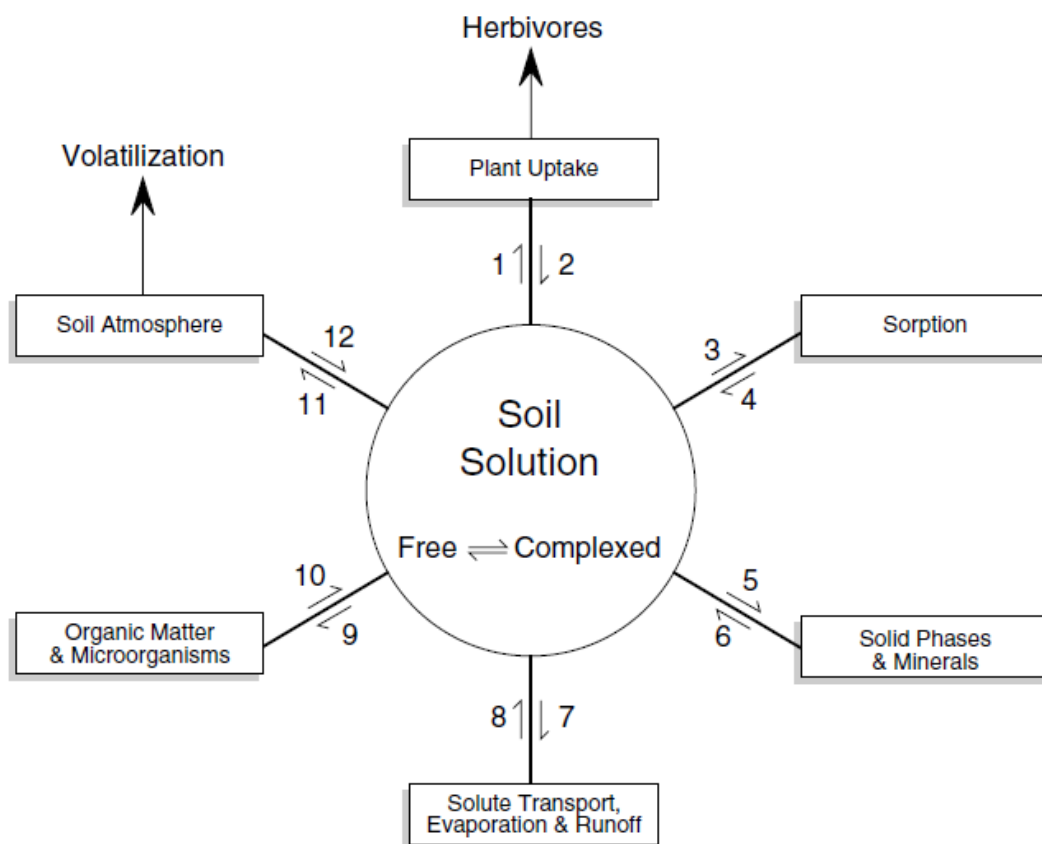 Herbivores
Volatilization
Plant Uptake
1 2
Soil Atmosphere
Sorption
12
11
3
4
Soil
Solution
Free ⇌ Complexed
10
9
5
6
Organic Matter
& Microorganisms
Solid Phases
& Minerals
8 7
Solute Transport,
Evaporation & Runoff